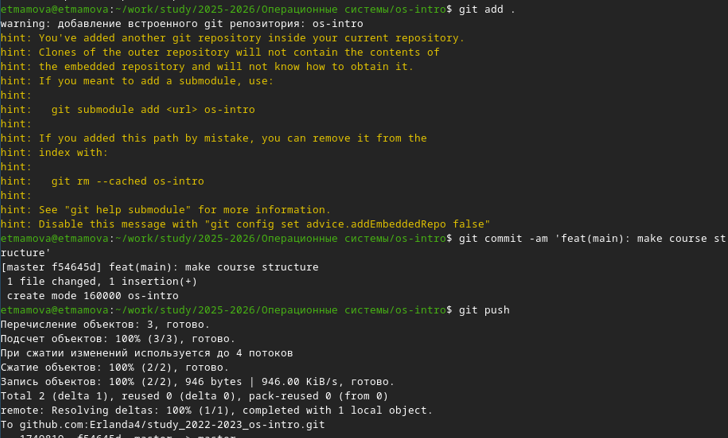 etmamova@etmamova:~/work/study/2025-2026/Операционные системы/os-intro$ git add .
warning: добавление встроенного git репозитория: os-intro
hint: You've added another git repository inside your current repository.
hint: Clones of the outer repository will not contain the contents of
hint: the embedded repository and will not know how to obtain it.
hint: If you meant to add a submodule, use:
hint:
hint:   git submodule add <url> os-intro
hint:
hint: If you added this path by mistake, you can remove it from the
hint: index with:
hint:
hint:   git rm --cached os-intro
hint:
hint: See "git help submodule" for more information.
hint: Disable this message with "git config set advice.addEmbeddedRepo false"
etmamova@etmamova:~/work/study/2025-2026/Операционные системы/os-intro$ git commit -am 'feat(main): make course st
ructure'
[master f54645d] feat(main): make course structure
 1 file changed, 1 insertion(+)
 create mode 160000 os-intro
etmamova@etmamova:~/work/study/2025-2026/Операционные системы/os-intro$ git push
Перечисление объектов: 3, готово.
Подсчет объектов: 100% (3/3), готово.
При сжатии изменений используется до 4 потоков
Сжатие объектов: 100% (2/2), готово.
Запись объектов: 100% (2/2), 946 bytes | 946.00 KiB/s, готово.
Total 2 (delta 1), reused 0 (delta 0), pack-reused 0 (from 0)
remote: Resolving deltas: 100% (1/1), completed with 1 local object.
To github.com:Erlanda4/study_2022-2023_os-intro.git
master -> master